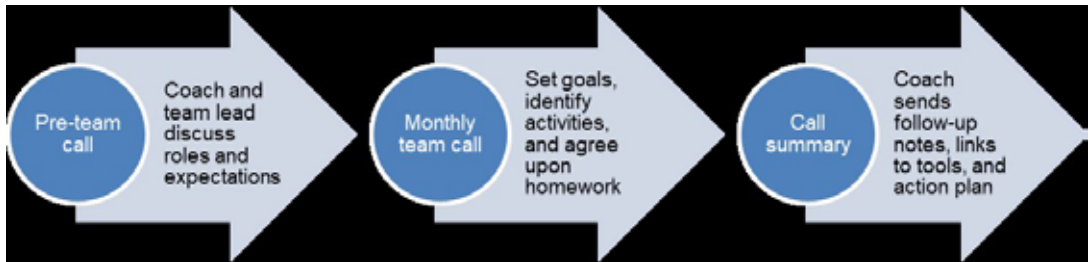 Pre-team
call
Coach and
team lead
discuss
roles and
expectations
Monthly
team call
Set goals,
identify
activities,
and agree
upon
homework
Call
summary
Coach
sends
follow-up
notes, links
to tools, and
action plan